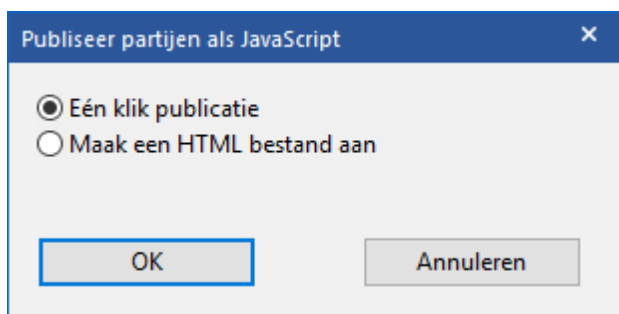 Publiseer partijen als JavaScript
Eén klik publicatie
Maak een HTML bestand aan
OK
Annuleren